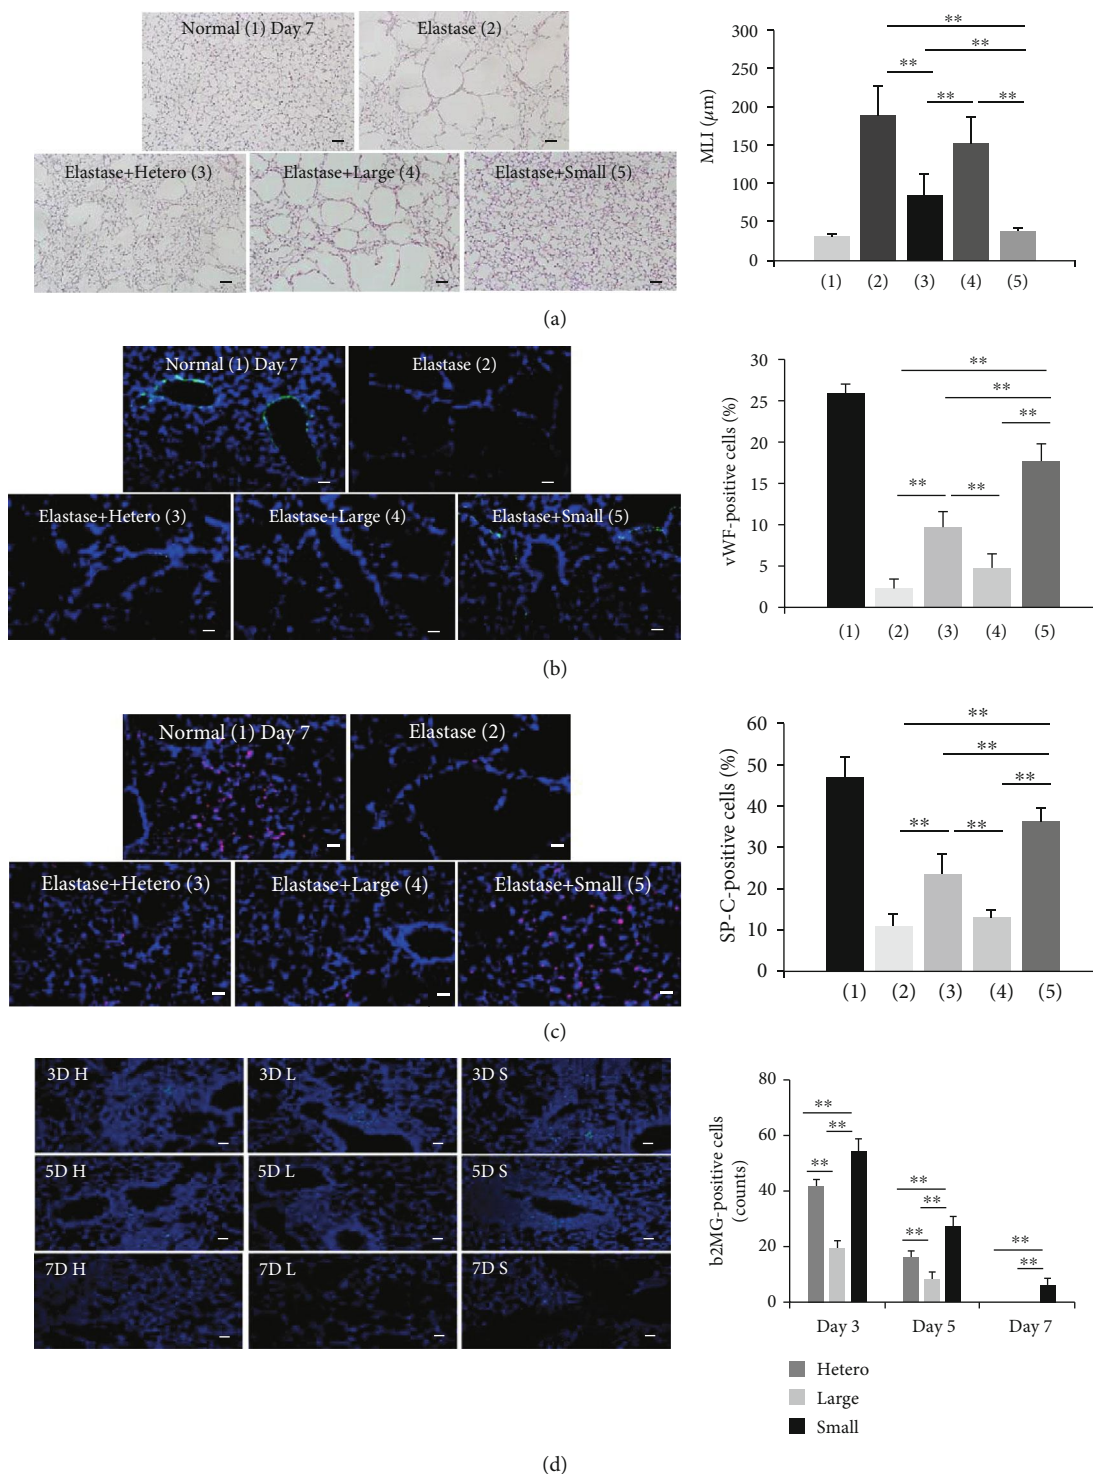 Normal (1) Day 7
Elastase (2)
Elastase+Hetero (3)
Elastase+Large (4)
Elastase+Small (5)
MLI (μm)
300
250
200
150
100
50
0
**
**
**
** **
(1) (2) (3) (4) (5)
(a)
Normal (1) Day 7
Elastase (2)
Elastase+Hetero (3)
Elastase+Large (4)
Elastase+Small (5)
vWF-positive cells (%)
30
25
20
15
10
5
0
**
**
**
** **
(1) (2) (3) (4) (5)
(b)
Normal (1) Day 7
Elastase (2)
Elastase+Hetero (3)
Elastase+Large (4)
Elastase+Small (5)
SP-C-positive cells (%)
60
50
40
30
20
10
0
**
**
**
** **
(1) (2) (3) (4) (5)
(c)
3D H
3D L
3D S
5D H
5D L
5D S
7D H
7D L
7D S
b2MG-positive cells
(counts)
80
60
40
20
0
**
**
**
**
**
**
**
**
Day 3 Day 5 Day 7
Hetero
Large
Small
(d)